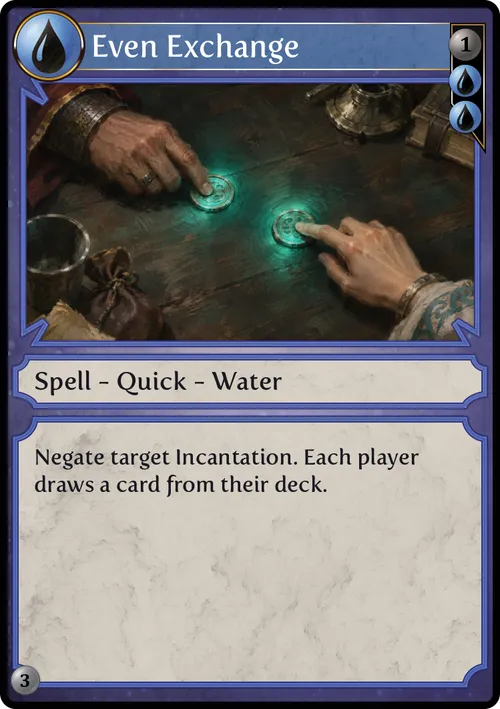 Even Exchange
1
Spell - Quick - Water
Negate target Incantation. Each player
draws a card from their deck.
3